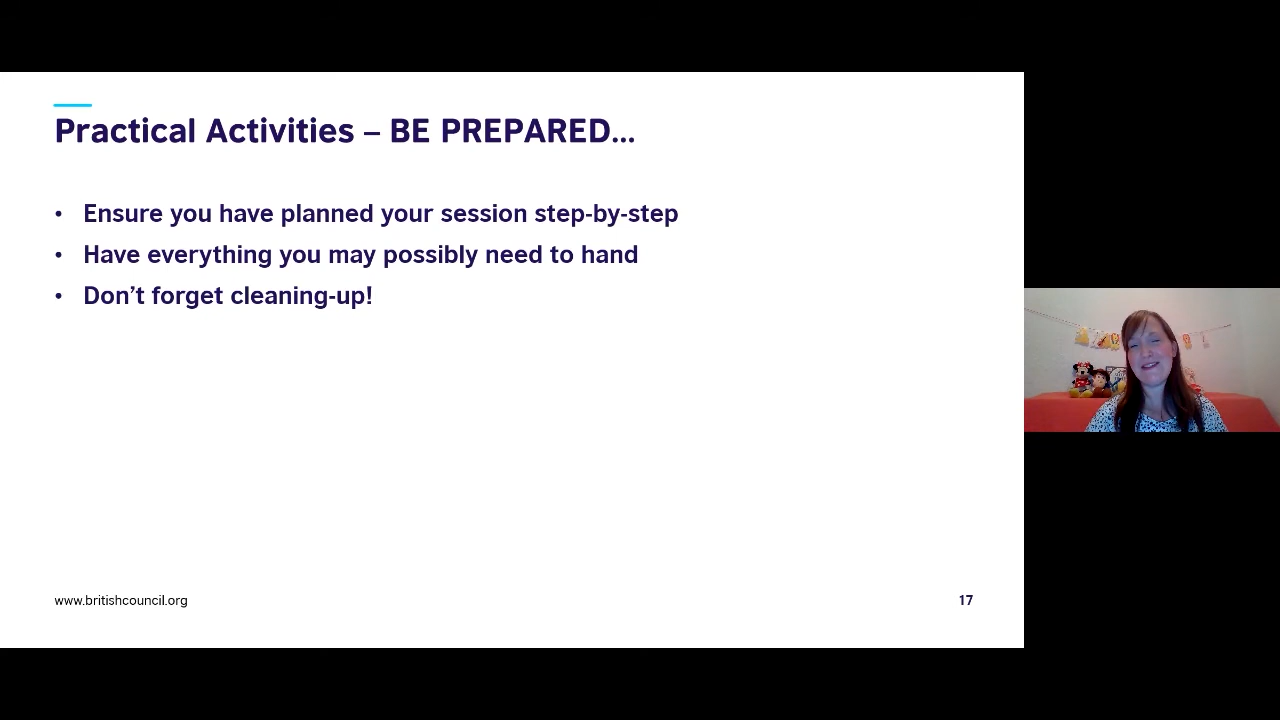 Practical Activities – BE PREPARED...
• Ensure you have planned your session step-by-step
• Have everything you may possibly need to hand
• Don’t forget cleaning-up!
www.britishcouncil.org
17